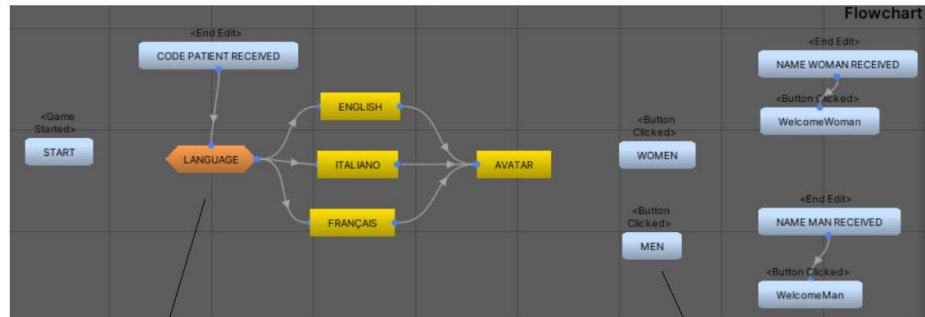 Flowchart
<End Edit>
CODE PATIENT RECEIVED
<Game
Started>
START
LANGUAGE
ENGLISH
ITALIANO
FRANÇAIS
AVATAR
<Button
Clicked>
WOMEN
<Button
Clicked>
MEN
<End Edit>
NAME WOMAN RECEIVED
<Button Clicked>
WelcomeWoman
<End Edit>
NAME MAN RECEIVED
<Button Clicked>
WelcomeMan